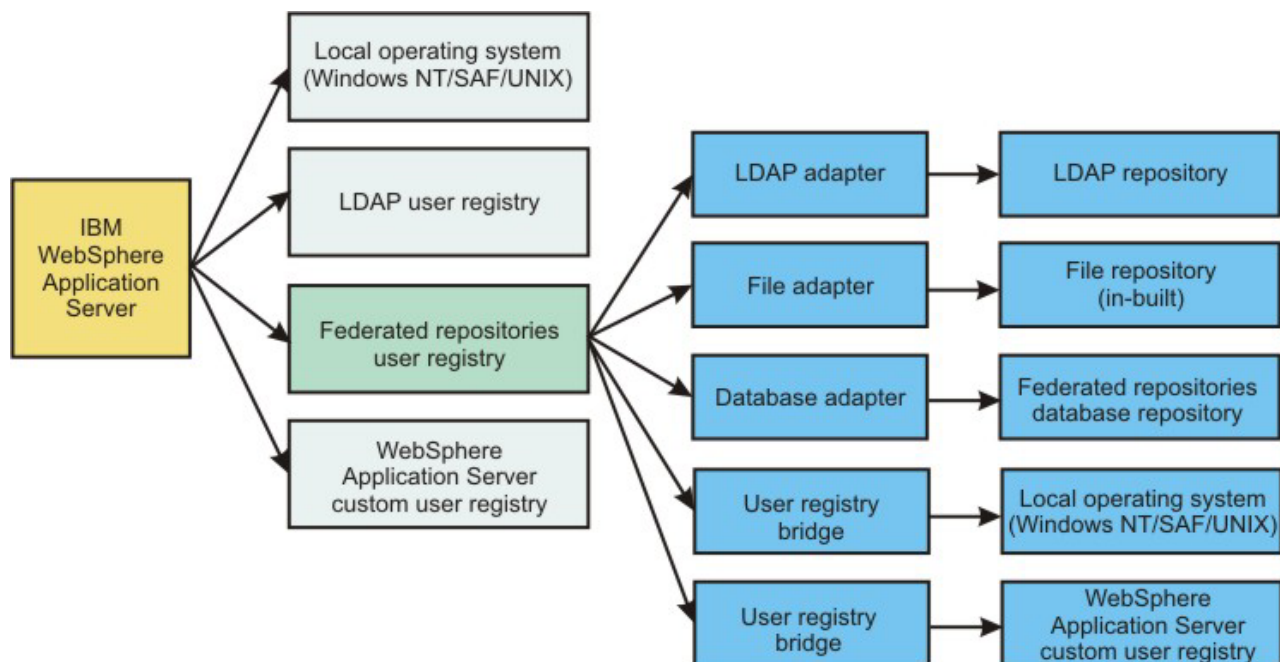 IBM
WebSphere
Application
Server
Local operating system
(Windows NT/SAF/UNIX)
LDAP user registry
Federated repositories
user registry
WebSphere
Application Server
custom user registry
LDAP adapter
LDAP repository
File adapter
File repository
(in-built)
Database adapter
Federated repositories
database repository
User registry
bridge
Local operating system
(Windows NT/SAF/UNIX)
User registry
bridge
WebSphere
Application Server
custom user registry